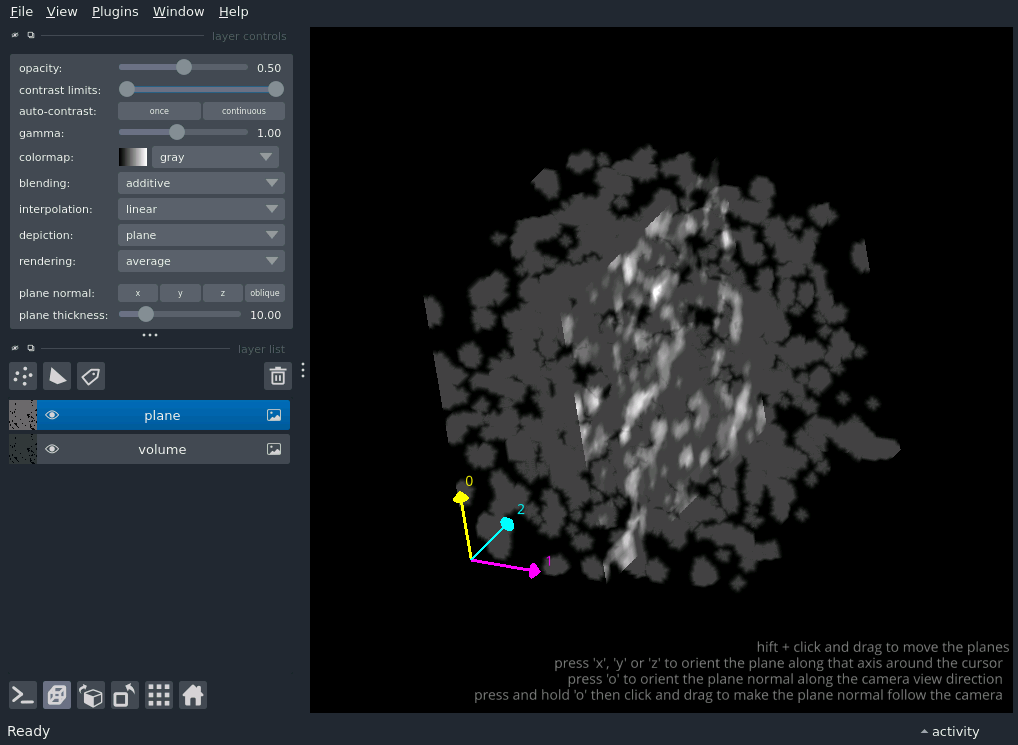 File View Plugins Window Help
layer controls
opacity: 0.50
contrast limits:
auto-contrast: once continuous
gamma: 1.00
colormap: gray
blending: additive
interpolation: linear
depiction: plane
rendering: average
plane normal: x y z oblique
plane thickness: 10.00
layer list
plane
volume
0
2
1
hift + click and drag to move the planes
press 'x', 'y' or 'z' to orient the plane along that axis around the cursor
press 'o' to orient the plane normal along the camera view direction
press and hold 'o' then click and drag to make the plane normal follow the camera
Ready activity